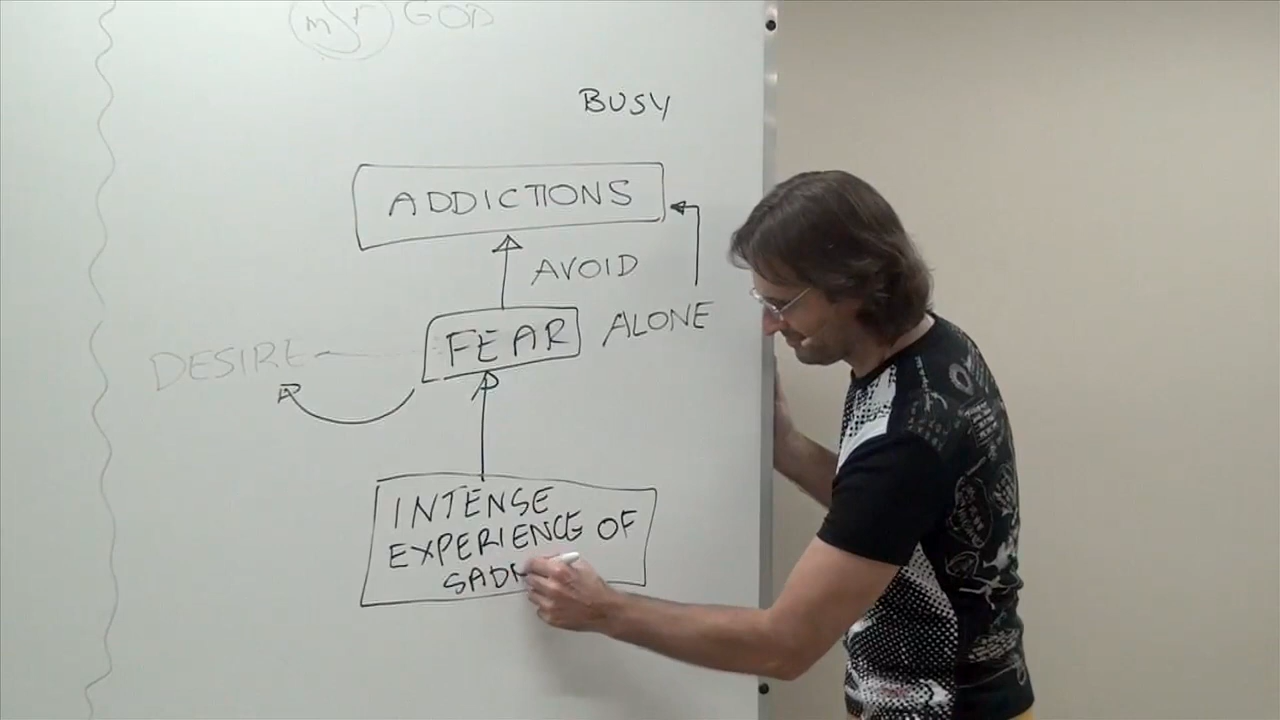 GOD
BUSY
ADDICTIONS
AVOID
FEAR
ALONE
DESIRE
INTENSE
EXPERIENCE OF